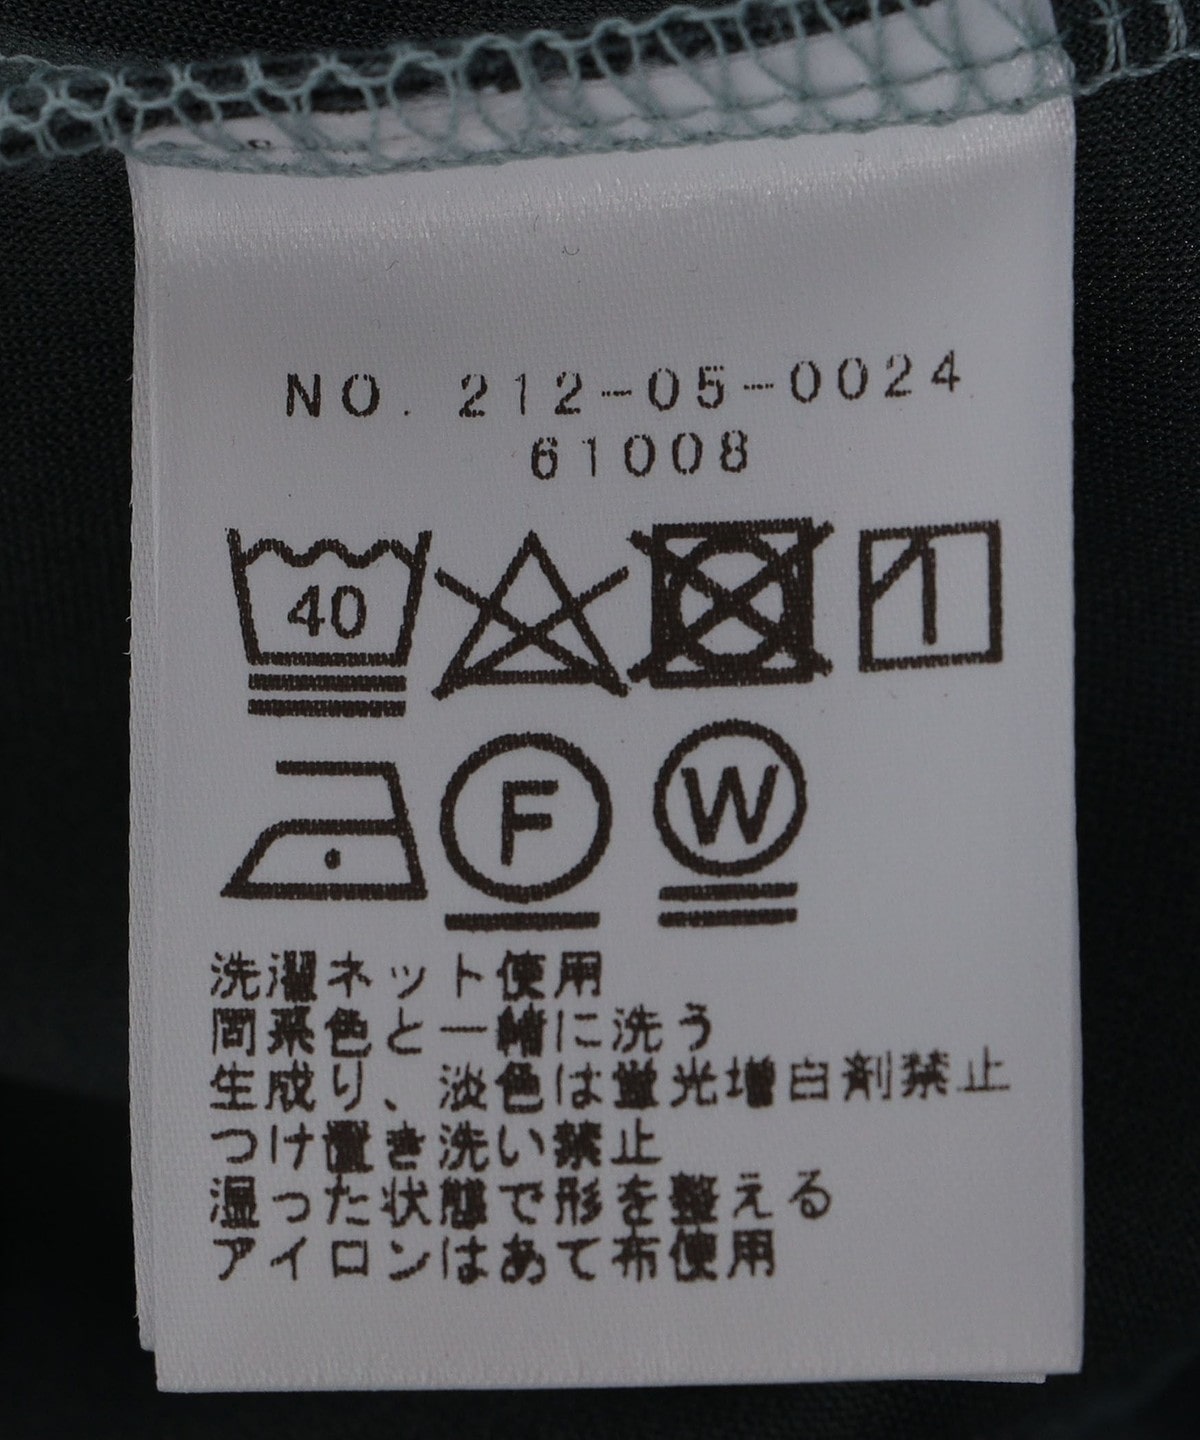 NO. 212-05-0024
61008
40
F
W
洗濯ネット使用
同系色と一緒に洗う
生成り、淡色は蛍光増白剤禁止
つけ置き洗い禁止
湿った状態で形を整える
アイロンはあて布使用